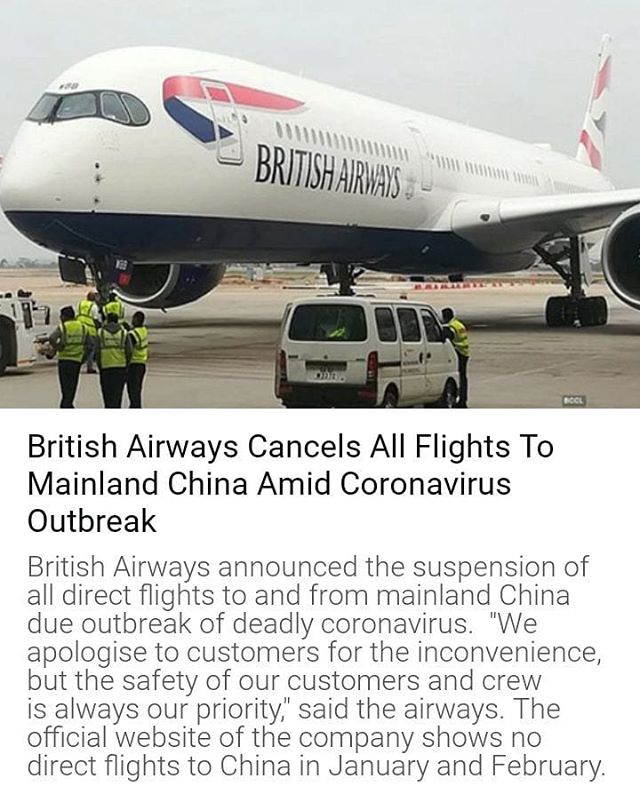 BRITISH AIRWAYS
BCCL
British Airways Cancels All Flights To
Mainland China Amid Coronavirus
Outbreak
British Airways announced the suspension of
all direct flights to and from mainland China
due outbreak of deadly coronavirus.  "We
apologise to customers for the inconvenience,
but the safety of our customers and crew
is always our priority," said the airways. The
official website of the company shows no
direct flights to China in January and February.